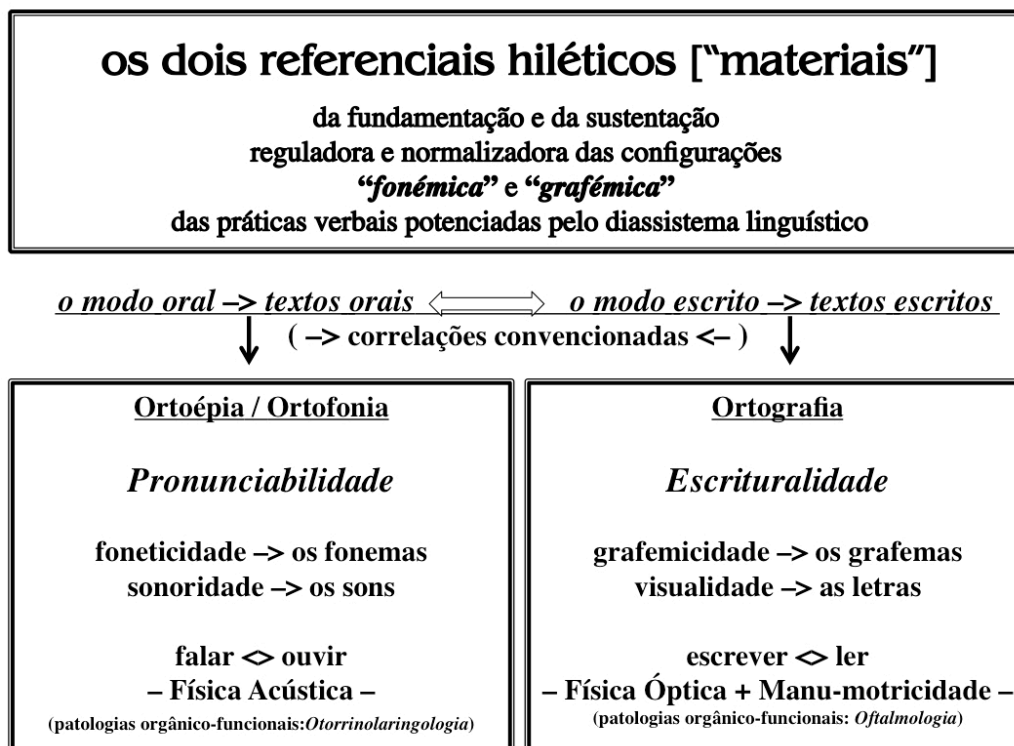 os dois referenciais hiléticos [“materiais”]
da fundamentação e da sustentação
reguladora e normalizadora das configurações
“fonémica” e “grafémica”
das práticas verbais potenciadas pelo diassistema linguístico
o modo oral –> textos orais
o modo escrito –> textos escritos
( –> correlações convencionadas <– )
Ortoépia / Ortofonia
Pronunciabilidade
foneticidade –> os fonemas
sonoridade –> os sons
falar <> ouvir
– Física Acústica –
(patologias orgânico-funcionais:Otorrinolaringologia)
Ortografia
Escrituralidade
grafemicidade –> os grafemas
visualidade –> as letras
escrever <> ler
– Física Óptica + Manu-motricidade –
(patologias orgânico-funcionais: Oftalmologia)